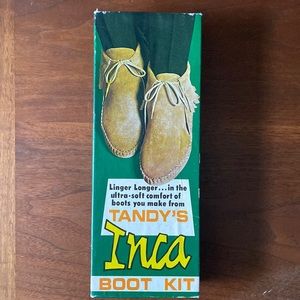 Linger Longer...in the
ultra-soft comfort of
boots you make from
TANDY'S
Inca
BOOT KIT